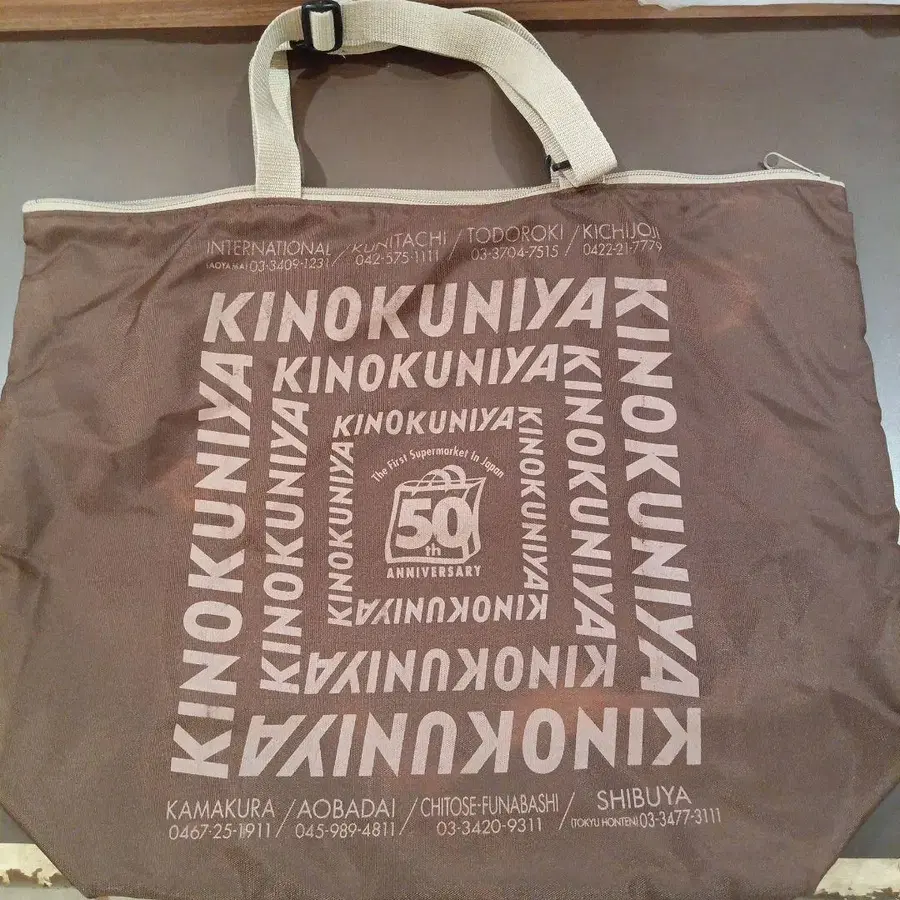 INTERNATIONAL / KUNITACHI / TODOROKI / KICHIJOJI
(AOYAMA) 03-3409-1231 / 042-575-1111 / 03-3704-7515 / 0422-21-7779
KINOKUNIYA
KINOKUNIYA
KINOKUNIYA
KINOKUNIYA
KINOKUNIYA
KINOKUNIYA
KINOKUNIYA
KINOKUNIYA
KINOKUNIYA
KINOKUNIYA
KINOKUNIYA
KINOKUNIYA
The First Supermarket In Japan
50
th
ANNIVERSARY
KAMAKURA / AOBADAI / CHITOSE-FUNABASHI / SHIBUYA
0467-25-1911 / 045-989-4811 / 03-3420-9311 / (TOKYU HONTEN) 03-3477-3111